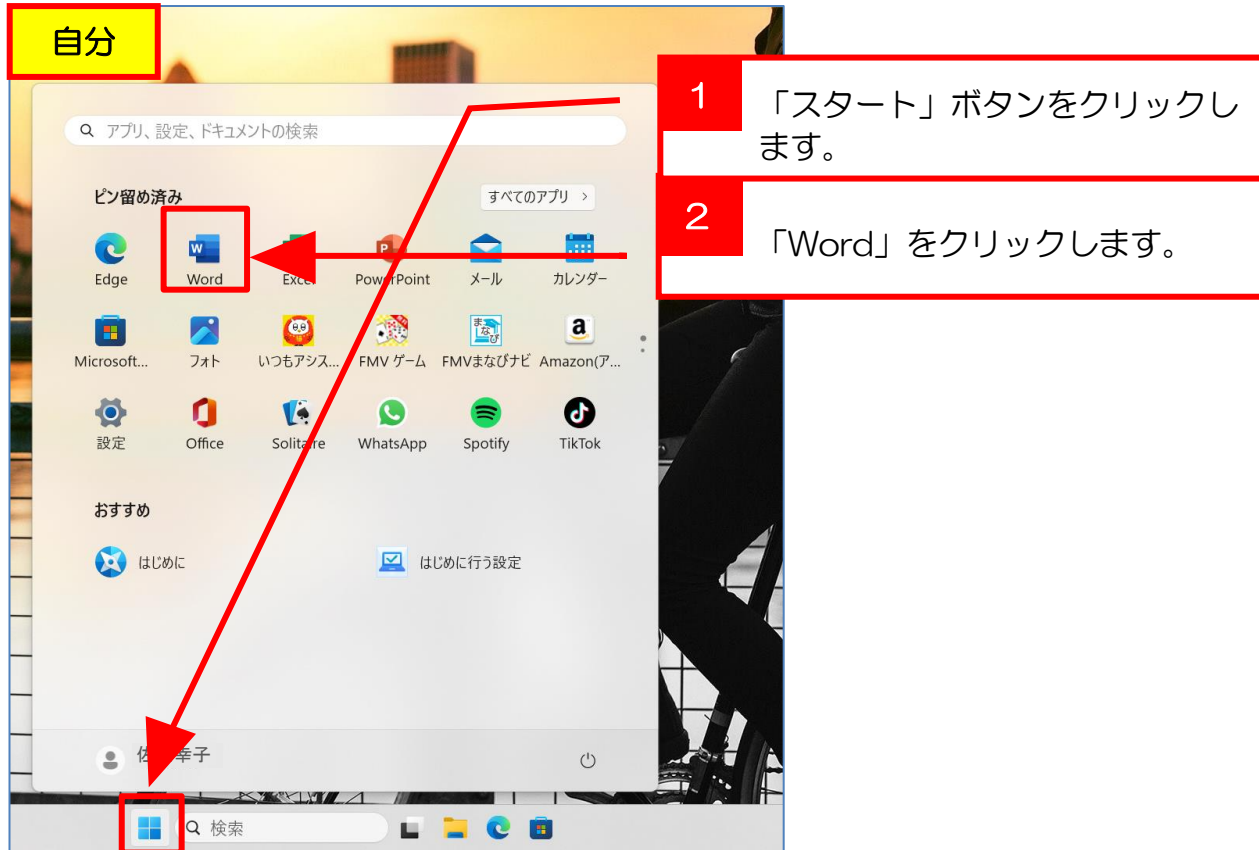 自分
1
「スタート」ボタンをクリックし
ます。
2
「Word」をクリックします。
アプリ、設定、ドキュメントの検索
ピン留め済み
すべてのアプリ >
Edge
Word
Excel
PowerPoint
メール
カレンダー
Microsoft...
フォト
いつもアシス...
FMV ゲーム
FMVまなびナビ
Amazon(ア...
設定
Office
Solitaire
WhatsApp
Spotify
TikTok
おすすめ
はじめに
はじめに行う設定
幸子
検索